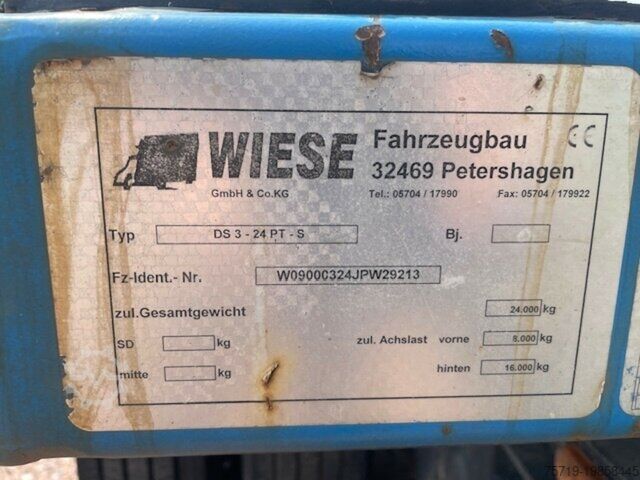 WIESE Fahrzeugbau CE
GmbH & Co.KG 32469 Petershagen
Tel.: 05704 / 17990 Fax: 05704 / 179922
Typ DS 3 - 24 PT - S Bj.
Fz-Ident.- Nr. W09000324JPW29213
zul.Gesamtgewicht 24.000 kg
SD kg zul. Achslast vorne 8.000 kg
mitte kg hinten 16.000 kg
75719-19858445